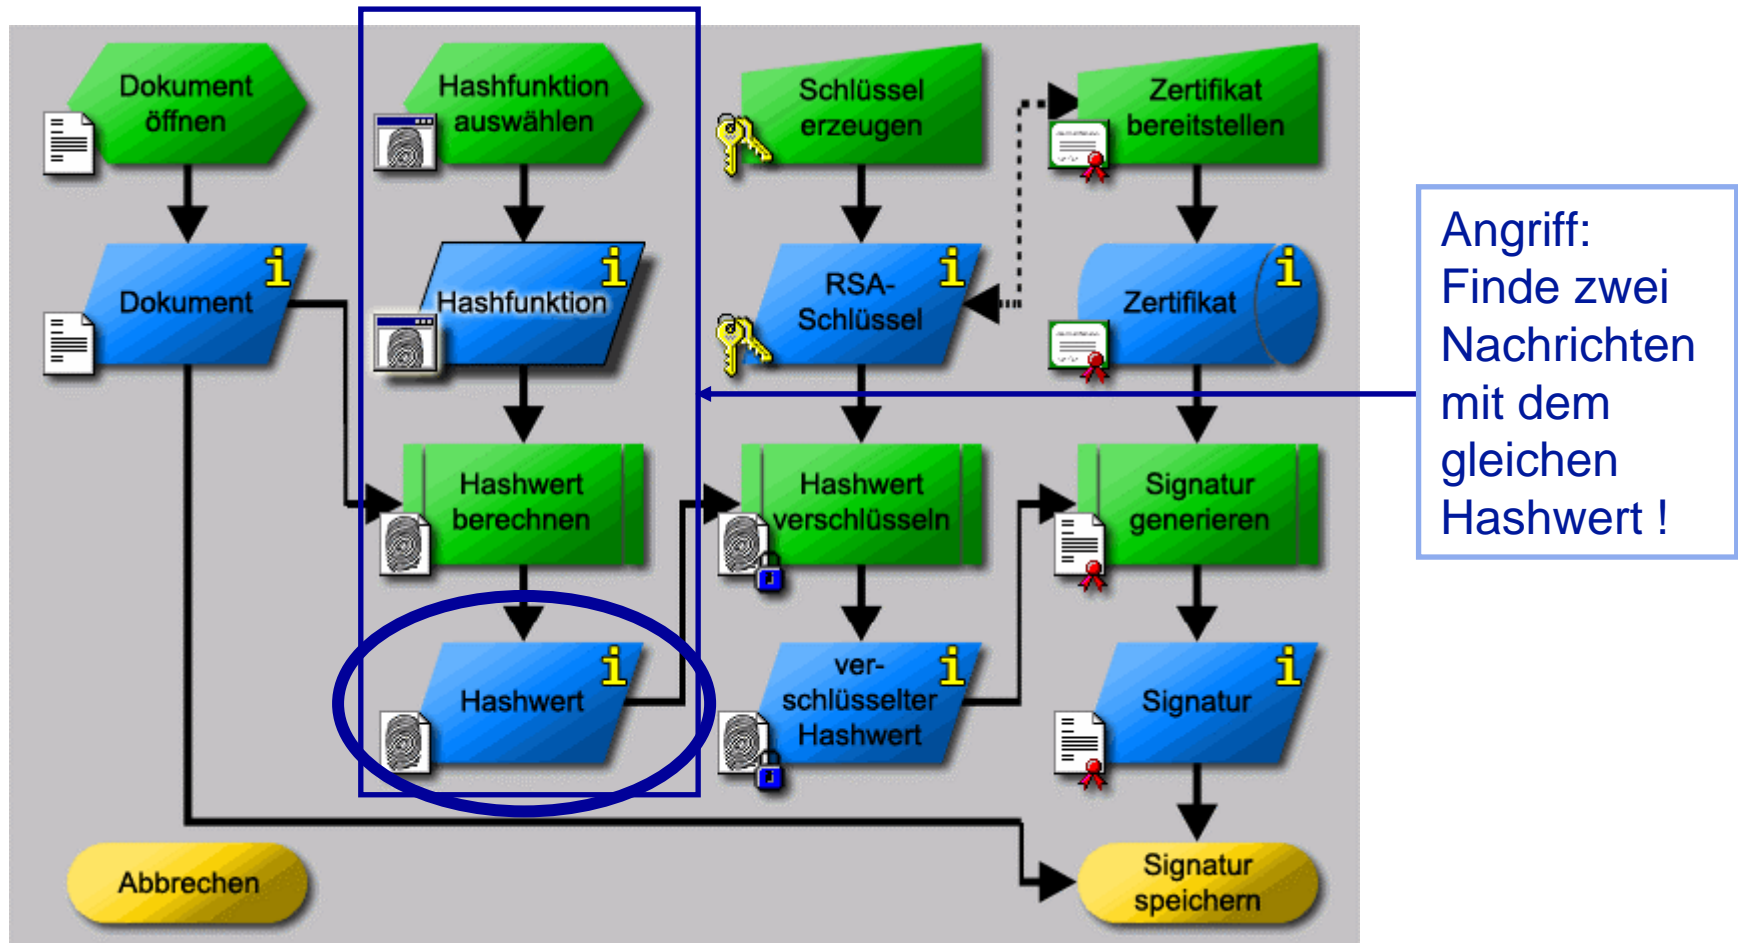 Dokument
öffnen
Hashfunktion
auswählen
Schlüssel
erzeugen
Zertifikat
bereitstellen
Dokument
i
Hashfunktion
i
RSA-
Schlüssel
i
Zertifikat
i
Hashwert
berechnen
Hashwert
verschlüsseln
Signatur
generieren
Hashwert
i
ver-
schlüsselter
Hashwert
i
Signatur
i
Abbrechen
Signatur
speichern
Angriff:
Finde zwei
Nachrichten
mit dem
gleichen
Hashwert !